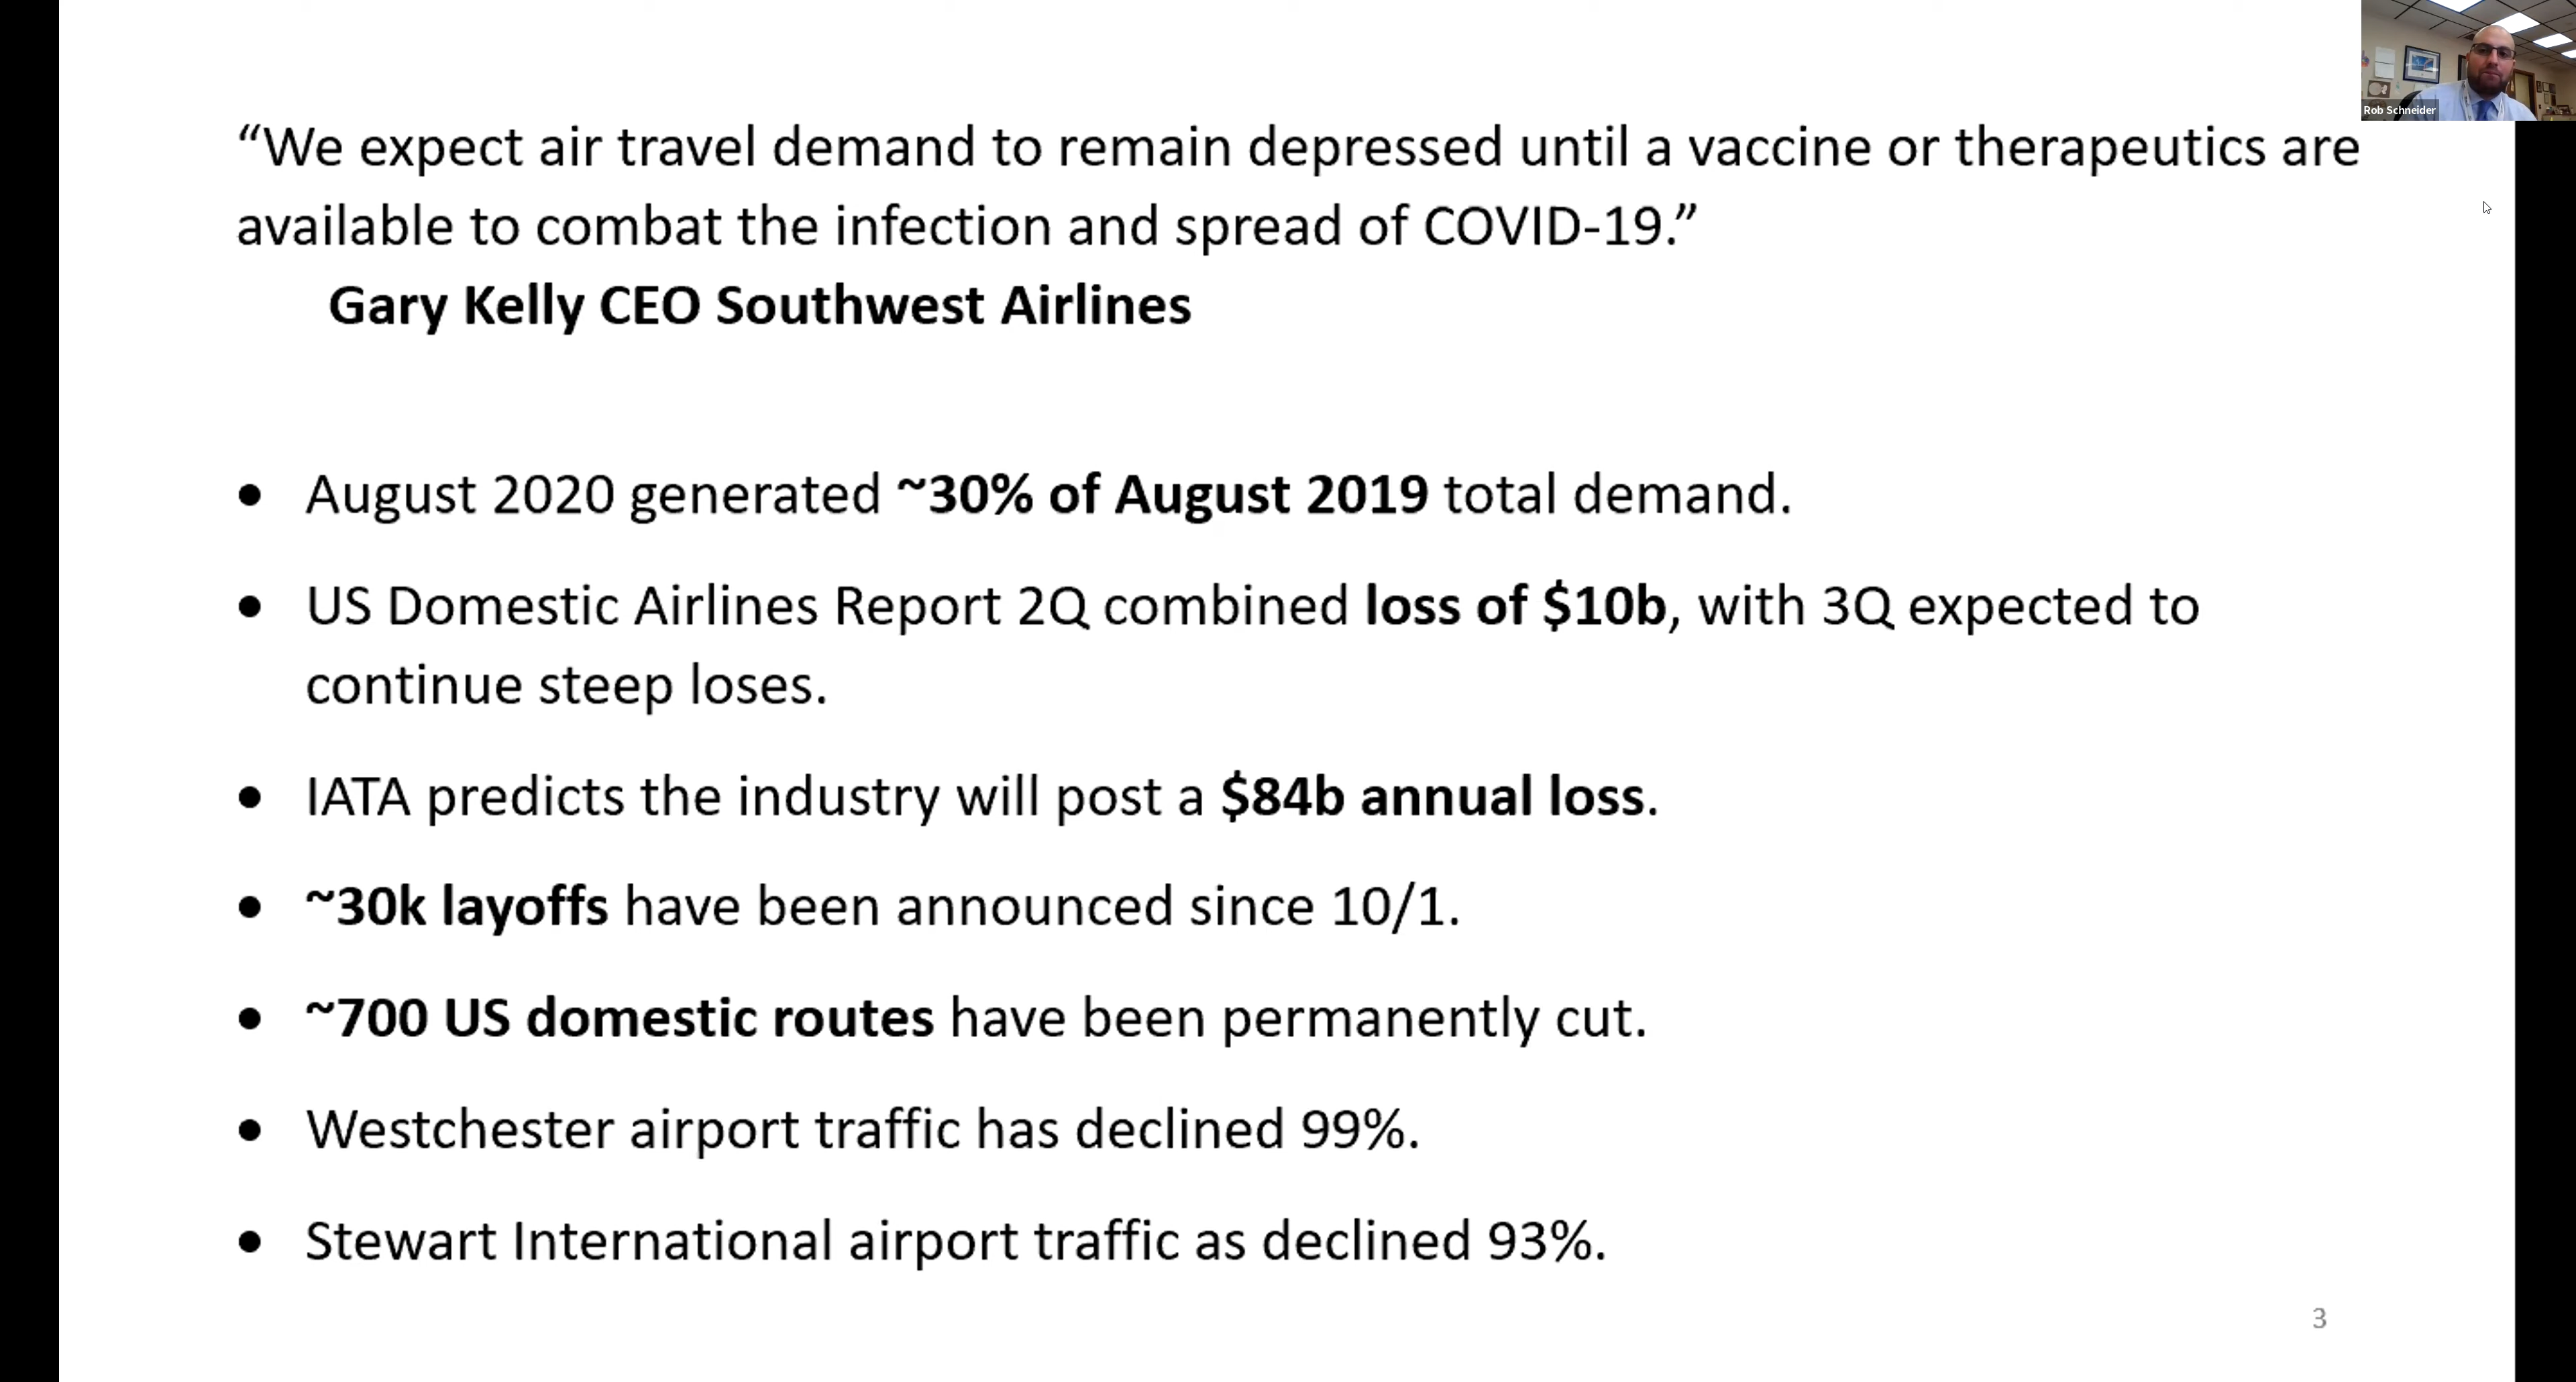 Rob Schneider
“We expect air travel demand to remain depressed until a vaccine or therapeutics are
available to combat the infection and spread of COVID-19.”
Gary Kelly CEO Southwest Airlines
• August 2020 generated ~30% of August 2019 total demand.
• US Domestic Airlines Report 2Q combined loss of $10b, with 3Q expected to
continue steep loses.
• IATA predicts the industry will post a $84b annual loss.
• ~30k layoffs have been announced since 10/1.
• ~700 US domestic routes have been permanently cut.
• Westchester airport traffic has declined 99%.
• Stewart International airport traffic as declined 93%.
3